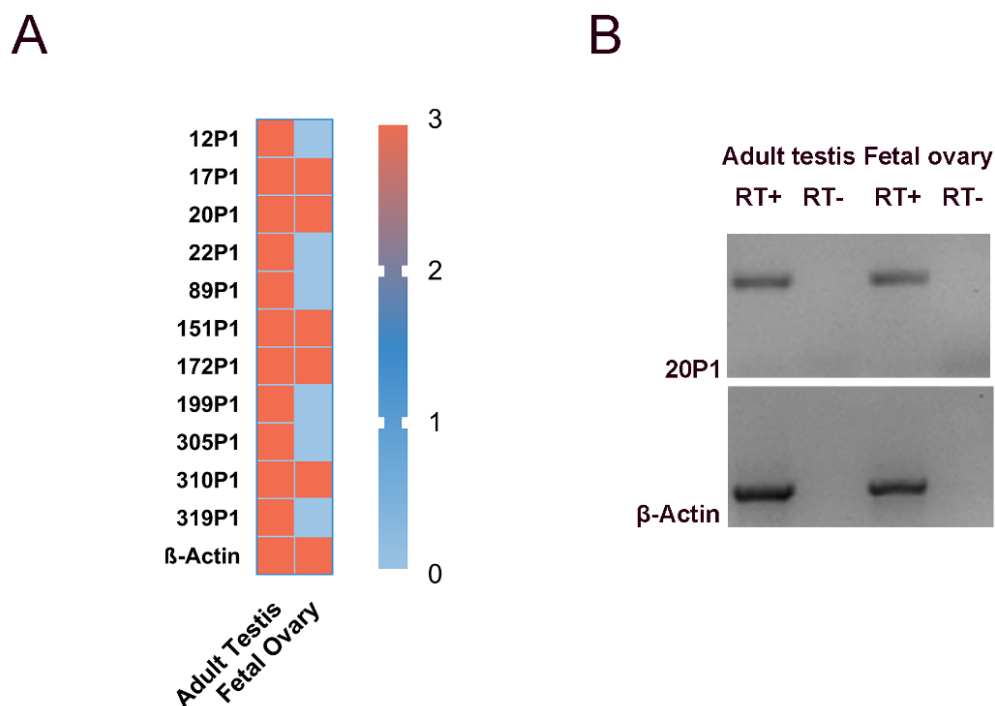 A
12P1
17P1
20P1
22P1
89P1
151P1
172P1
199P1
305P1
310P1
319P1
ß-Actin
Adult Testis
Fetal Ovary
3
2
1
0
B
Adult testis Fetal ovary
RT+ RT- RT+ RT-
20P1
β-Actin